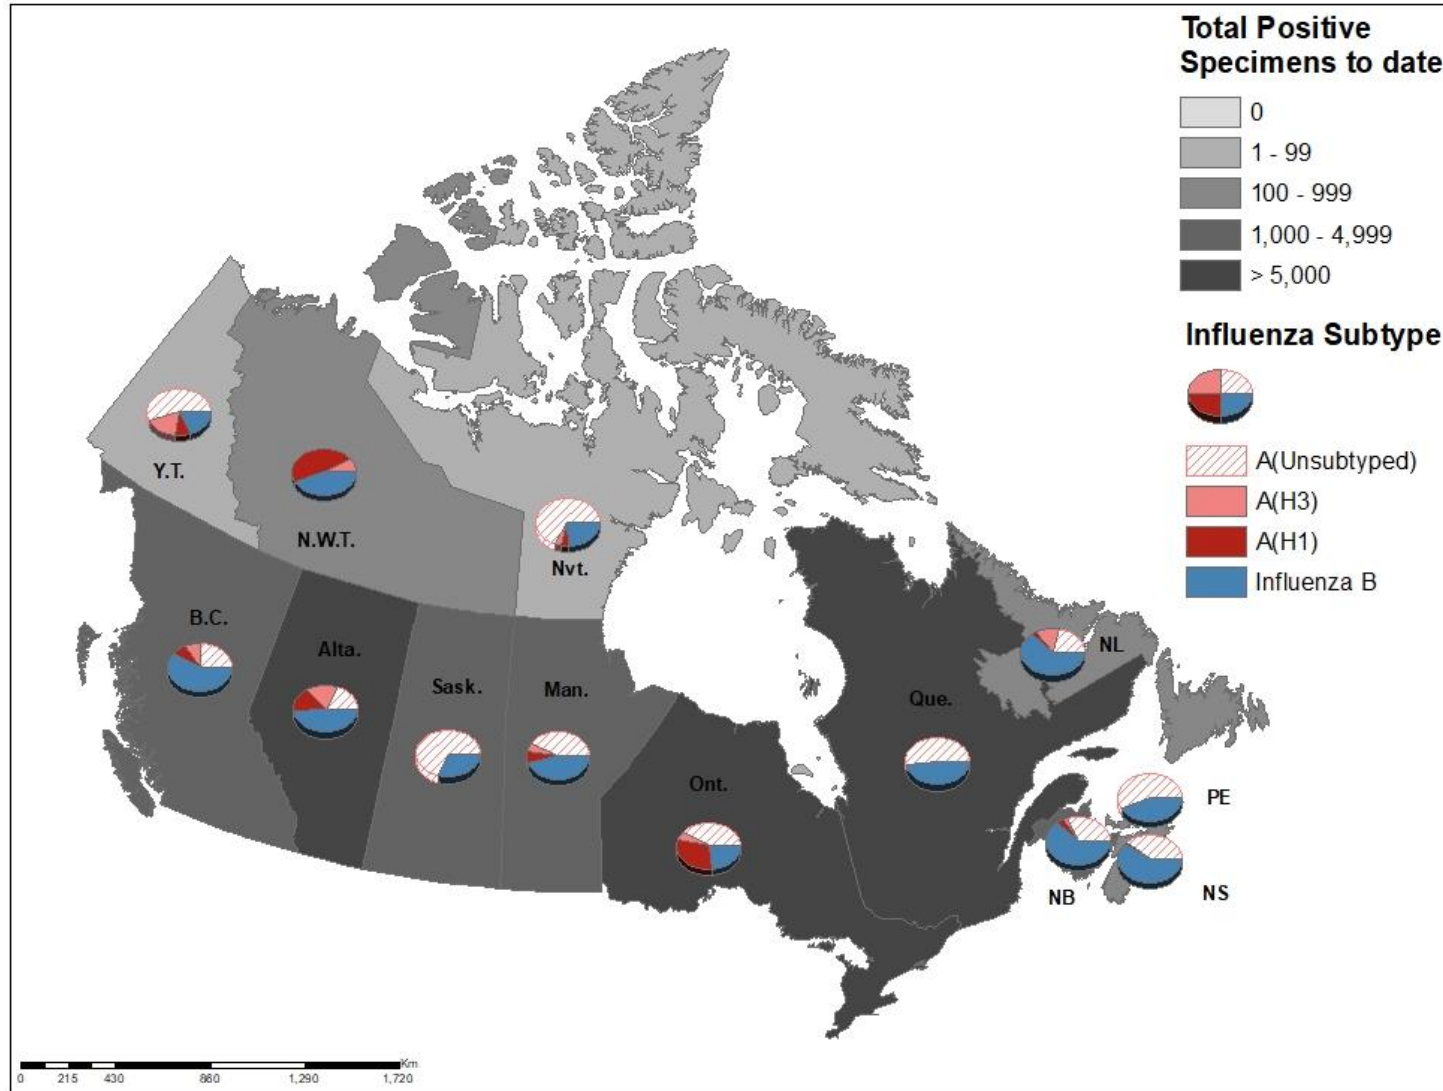 Total Positive
Specimens to date
0
1 - 99
100 - 999
1,000 - 4,999
> 5,000
Influenza Subtype
A(Unsubtyped)
A(H3)
A(H1)
Influenza B
Y.T.
N.W.T.
Nvt.
B.C.
Alta.
Sask.
Man.
Ont.
Que.
NL
PE
NB
NS
Km
0 215 430 860 1,290 1,720